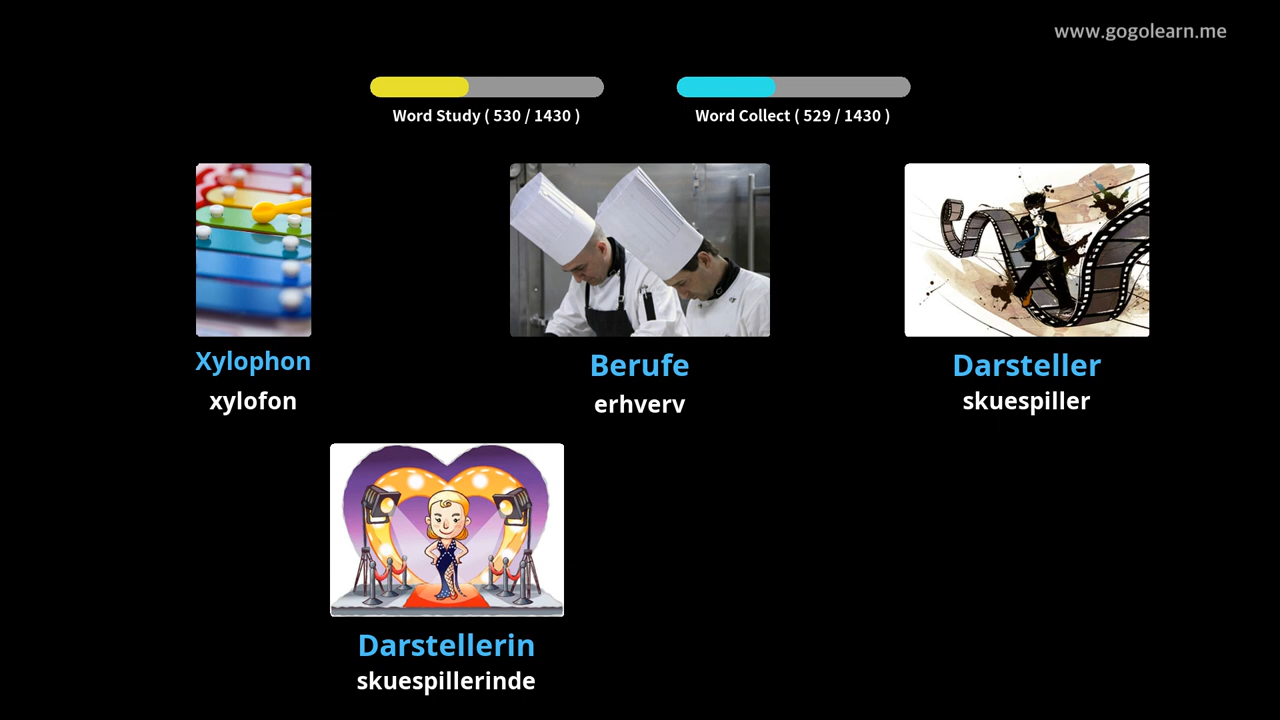 www.gogolearn.me
Word Study ( 530 / 1430 )
Word Collect ( 529 / 1430 )
Xylophon
xylofon
Berufe
erhverv
Darsteller
skuespiller
Darstellerin
skuespillerinde